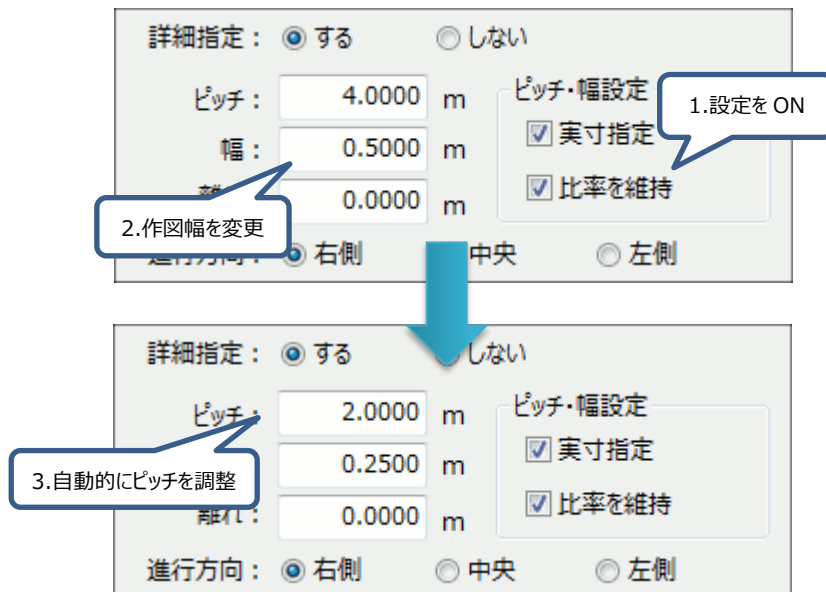 詳細指定： する しない
ピッチ： 4.0000 m ピッチ・幅設定
1.設定を ON
幅： 0.5000 m 実寸指定
0.0000 m 比率を維持
2.作図幅を変更
右側 中央 左側
詳細指定： する しない
ピッチ： 2.0000 m ピッチ・幅設定
0.2500 m 実寸指定
3.自動的にピッチを調整
離れ： 0.0000 m 比率を維持
進行方向： 右側 中央 左側